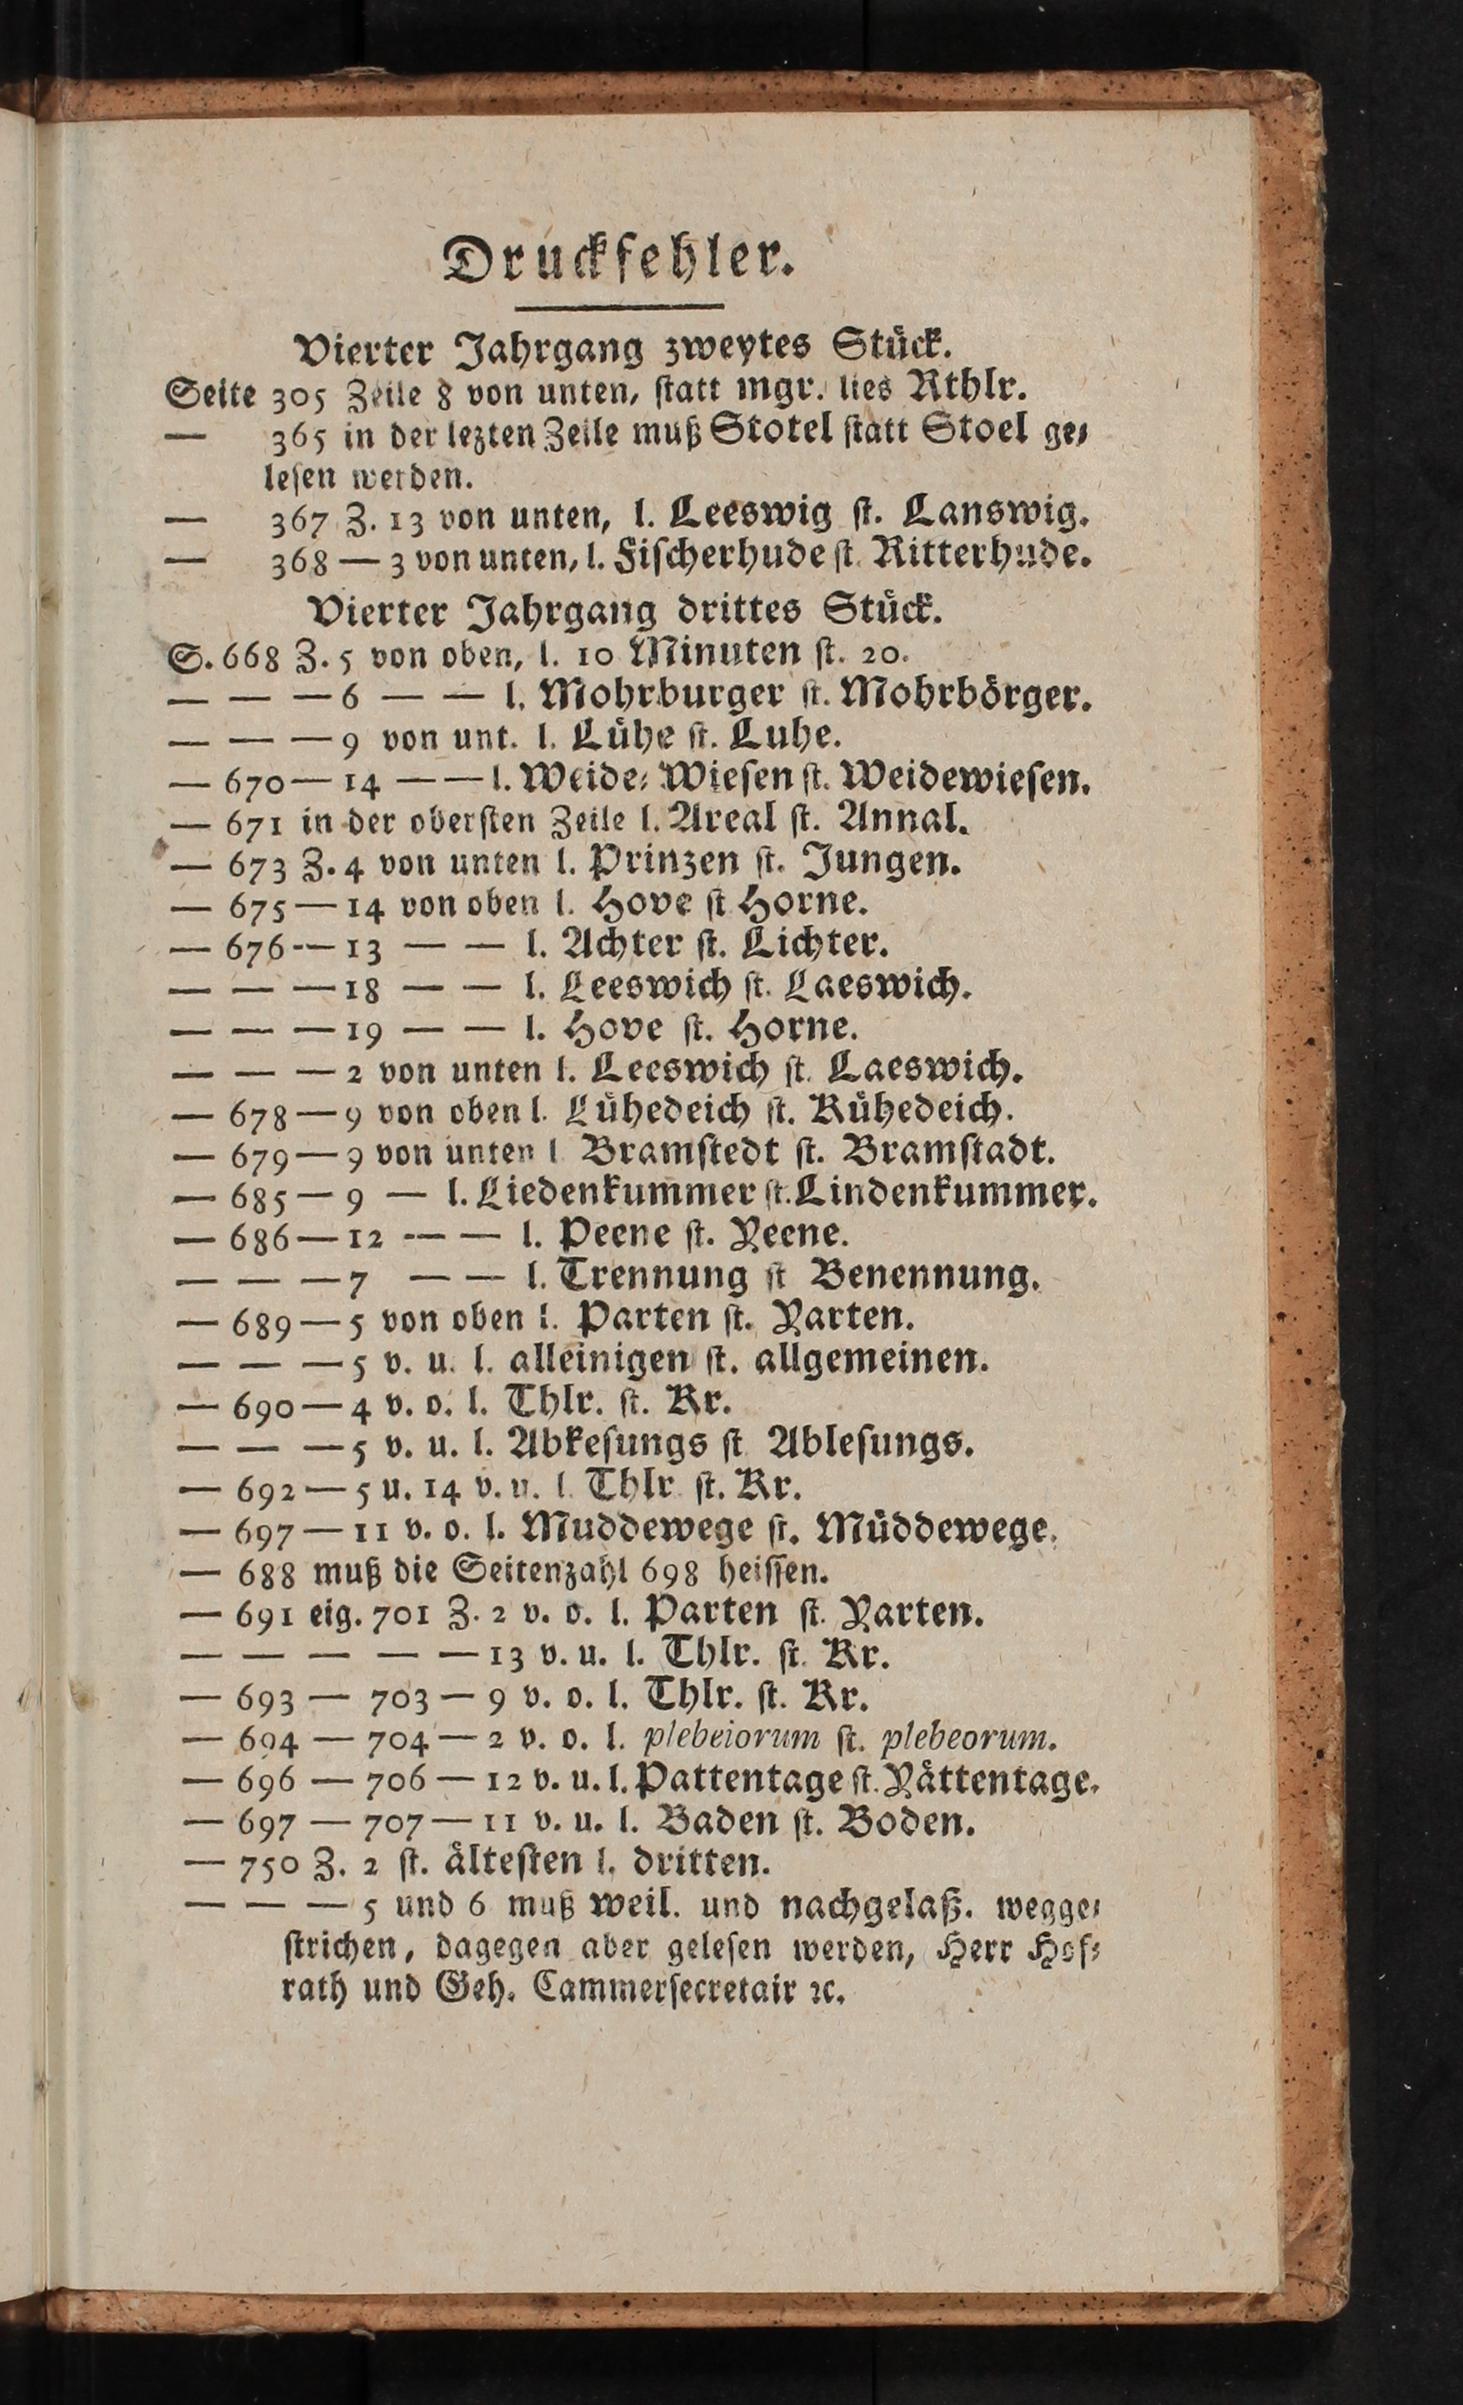 Druckfehler.
Vierter Jahrgang zweytes Stück.
Seite 305 Zeile 8 von unten, statt mgr. lies Rthlr.
— 365 in der lezten Zeile muß Stotel statt Stoel ge⸗
lesen werden.
— 367 Z. 13 von unten, l. Leeswig st. Lanswig.
— 368 — 3 von unten, l. Fischerhude st. Ritterhude.
Vierter Jahrgang drittes Stück.
S. 668 Z. 5 von oben, l. 10 Minuten st. 20.
— — — 6 — — l. Mohrburger st. Mohrbörger.
— — — 9 von unt. l. Lühe st. Luhe.
— 670 — 14 — — l. Weide⸗ Wiesen st. Weidewiesen.
— 671 in der obersten Zeile l. Areal st. Annal.
— 673 Z. 4 von unten l. Prinzen st. Jungen.
— 675 — 14 von oben l. Hove st Horne.
— 676 — 13 — — l. Achter st. Lichter.
— — — 18 — — l. Leeswich st. Laeswich.
— — — 19 — — l. Hove st. Horne.
— — — 2 von unten l. Leeswich st. Laeswich.
— 678 — 9 von oben l. Lühedeich st. Kühedeich.
— 679 — 9 von unten l Bramstedt st. Bramstadt.
— 685 — 9 — l. Liedenkummer st. Lindenkummer.
— 686 — 12 — — l. Peene st. Yeene.
— — — 7 — — l. Trennung st Benennung.
— 689 — 5 von oben l. Parten st. Yarten.
— — — 5 v. u. l. alleinigen st. allgemeinen.
— 690 — 4 v. o. l. Thlr. st. Kr.
— — — 5 v. u. l. Abkesungs st Ablesungs.
— 692 — 5 u. 14 v. u. l. Thlr st. Kr.
— 697 — 11 v. o. l. Muddewege st. Müddewege.
— 688 muß die Seitenzahl 698 heissen.
— 691 eig. 701 Z. 2 v. o. l. Parten st. Yarten.
— — — — — 13 v. u. l. Thlr. st. Kr.
— 693 — 703 — 9 v. o. l. Thlr. st. Kr.
— 694 — 704 — 2 v. o. l. plebeiorum st. plebeorum.
— 696 — 706 — 12 v. u. l. Pattentage st. Yättentage.
— 697 — 707 — 11 v. u. l. Baden st. Boden.
— 750 Z. 2 st. ältesten l. dritten.
— — — 5 und 6 muß weil. und nachgelaß. wegge⸗
strichen, dagegen aber gelesen werden, Herr Hof⸗
rath und Geh. Cammersecretair ꝛc.